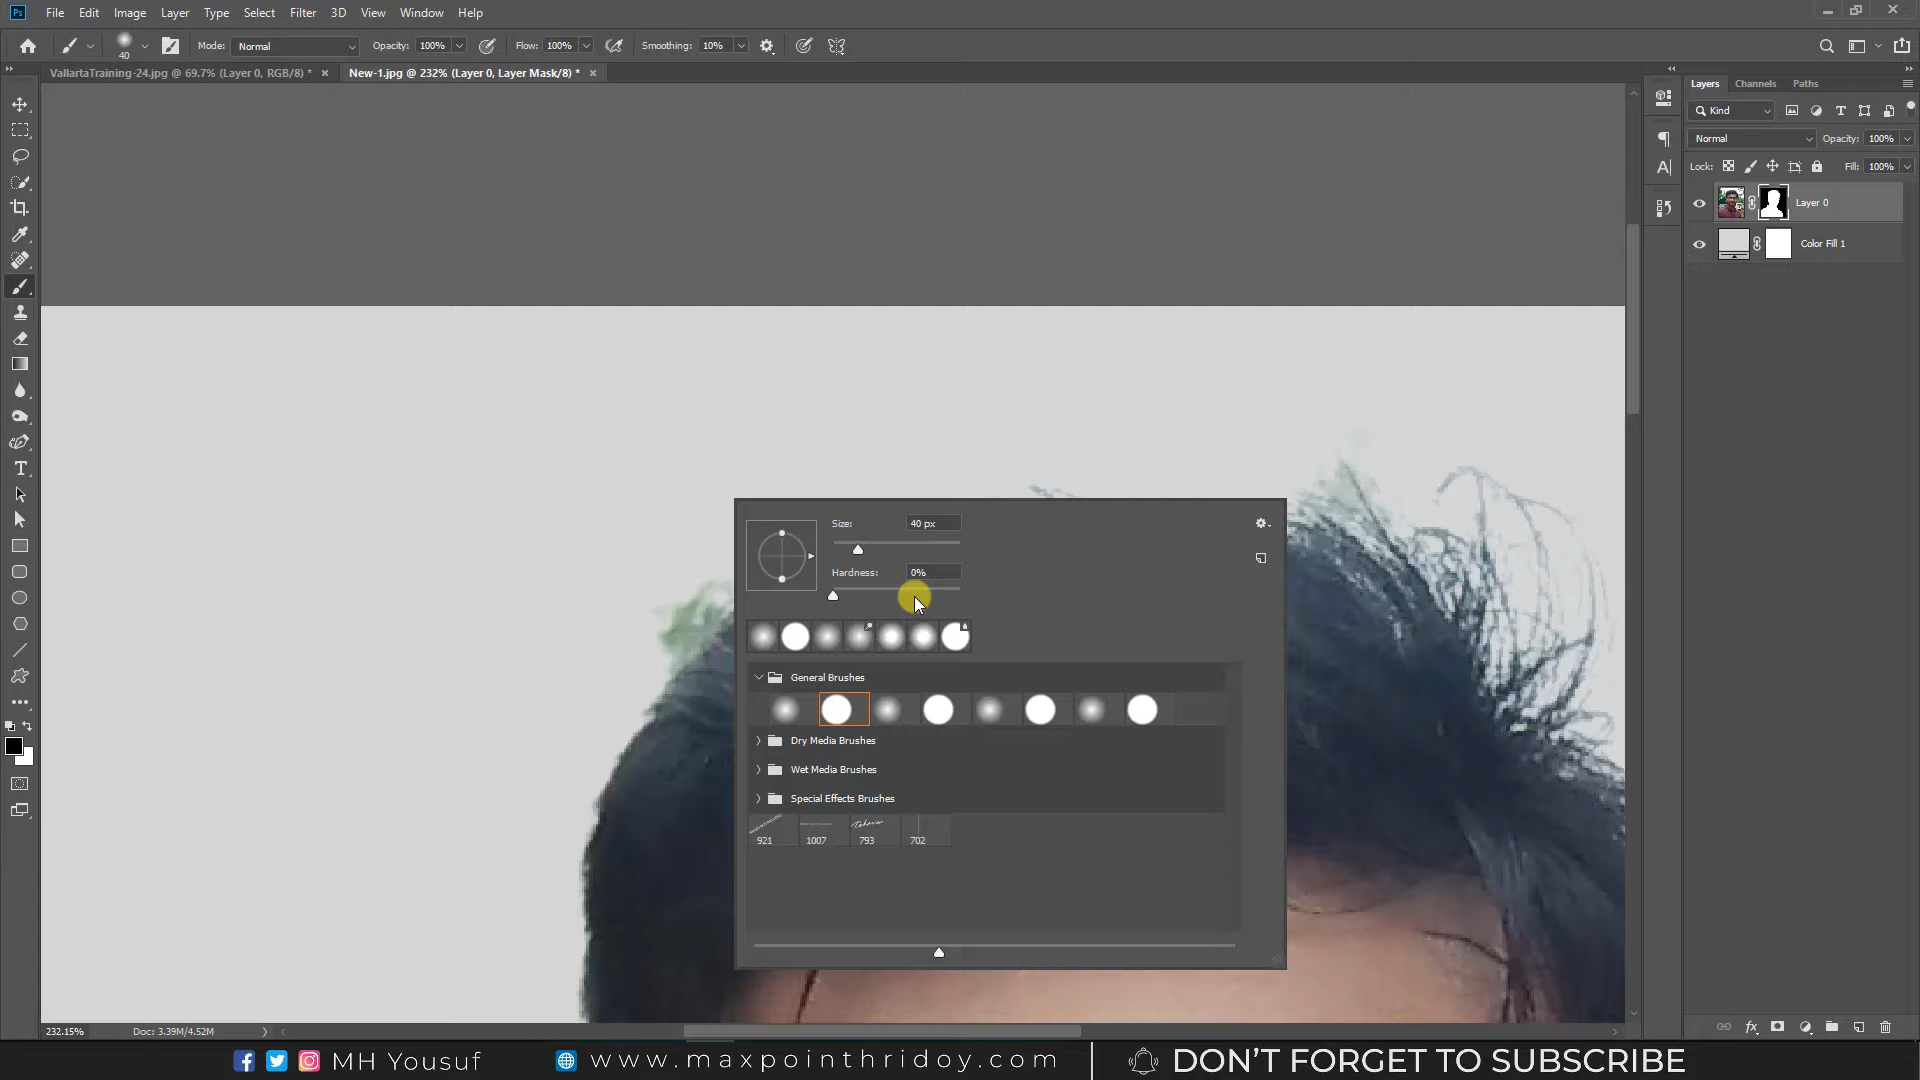 Ps File Edit Image Layer Type Select Filter 3D View Window Help
40 Mode: Normal Opacity: 100% Flow: 100% Smoothing: 10%
VallartaTraining-24.jpg @ 69.7% (Layer 0, RGB/8) * × New-1.jpg @ 232% (Layer 0, Layer Mask/8) * ×
Layers Channels Paths
Kind
Normal Opacity: 100%
Lock: Fill: 100%
Layer 0
Color Fill 1
Size: 40 px
Hardness: 0%
General Brushes
Dry Media Brushes
Wet Media Brushes
Special Effects Brushes
921 1007 793 702
232.15% Doc: 3.39M/4.52M
MH Yousuf www.maxpointhridoy.com DON'T FORGET TO SUBSCRIBE